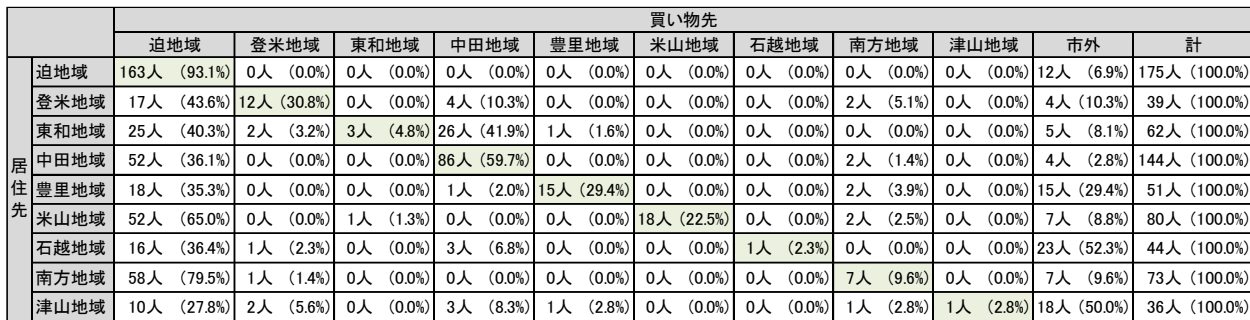 買い物先
迫地域 登米地域 東和地域 中田地域 豊里地域 米山地域 石越地域 南方地域 津山地域 市外 計
居住先
迫地域 163人 (93.1%) 0人 (0.0%) 0人 (0.0%) 0人 (0.0%) 0人 (0.0%) 0人 (0.0%) 0人 (0.0%) 0人 (0.0%) 0人 (0.0%) 12人 (6.9%) 175人 (100.0%)
登米地域 17人 (43.6%) 12人 (30.8%) 0人 (0.0%) 4人 (10.3%) 0人 (0.0%) 0人 (0.0%) 0人 (0.0%) 2人 (5.1%) 0人 (0.0%) 4人 (10.3%) 39人 (100.0%)
東和地域 25人 (40.3%) 2人 (3.2%) 3人 (4.8%) 26人 (41.9%) 1人 (1.6%) 0人 (0.0%) 0人 (0.0%) 0人 (0.0%) 0人 (0.0%) 5人 (8.1%) 62人 (100.0%)
中田地域 52人 (36.1%) 0人 (0.0%) 0人 (0.0%) 86人 (59.7%) 0人 (0.0%) 0人 (0.0%) 0人 (0.0%) 2人 (1.4%) 0人 (0.0%) 4人 (2.8%) 144人 (100.0%)
豊里地域 18人 (35.3%) 0人 (0.0%) 0人 (0.0%) 1人 (2.0%) 15人 (29.4%) 0人 (0.0%) 0人 (0.0%) 2人 (3.9%) 0人 (0.0%) 15人 (29.4%) 51人 (100.0%)
米山地域 52人 (65.0%) 0人 (0.0%) 1人 (1.3%) 0人 (0.0%) 0人 (0.0%) 18人 (22.5%) 0人 (0.0%) 2人 (2.5%) 0人 (0.0%) 7人 (8.8%) 80人 (100.0%)
石越地域 16人 (36.4%) 1人 (2.3%) 0人 (0.0%) 3人 (6.8%) 0人 (0.0%) 0人 (0.0%) 1人 (2.3%) 0人 (0.0%) 0人 (0.0%) 23人 (52.3%) 44人 (100.0%)
南方地域 58人 (79.5%) 1人 (1.4%) 0人 (0.0%) 0人 (0.0%) 0人 (0.0%) 0人 (0.0%) 0人 (0.0%) 7人 (9.6%) 0人 (0.0%) 7人 (9.6%) 73人 (100.0%)
津山地域 10人 (27.8%) 2人 (5.6%) 0人 (0.0%) 3人 (8.3%) 1人 (2.8%) 0人 (0.0%) 0人 (0.0%) 1人 (2.8%) 1人 (2.8%) 18人 (50.0%) 36人 (100.0%)